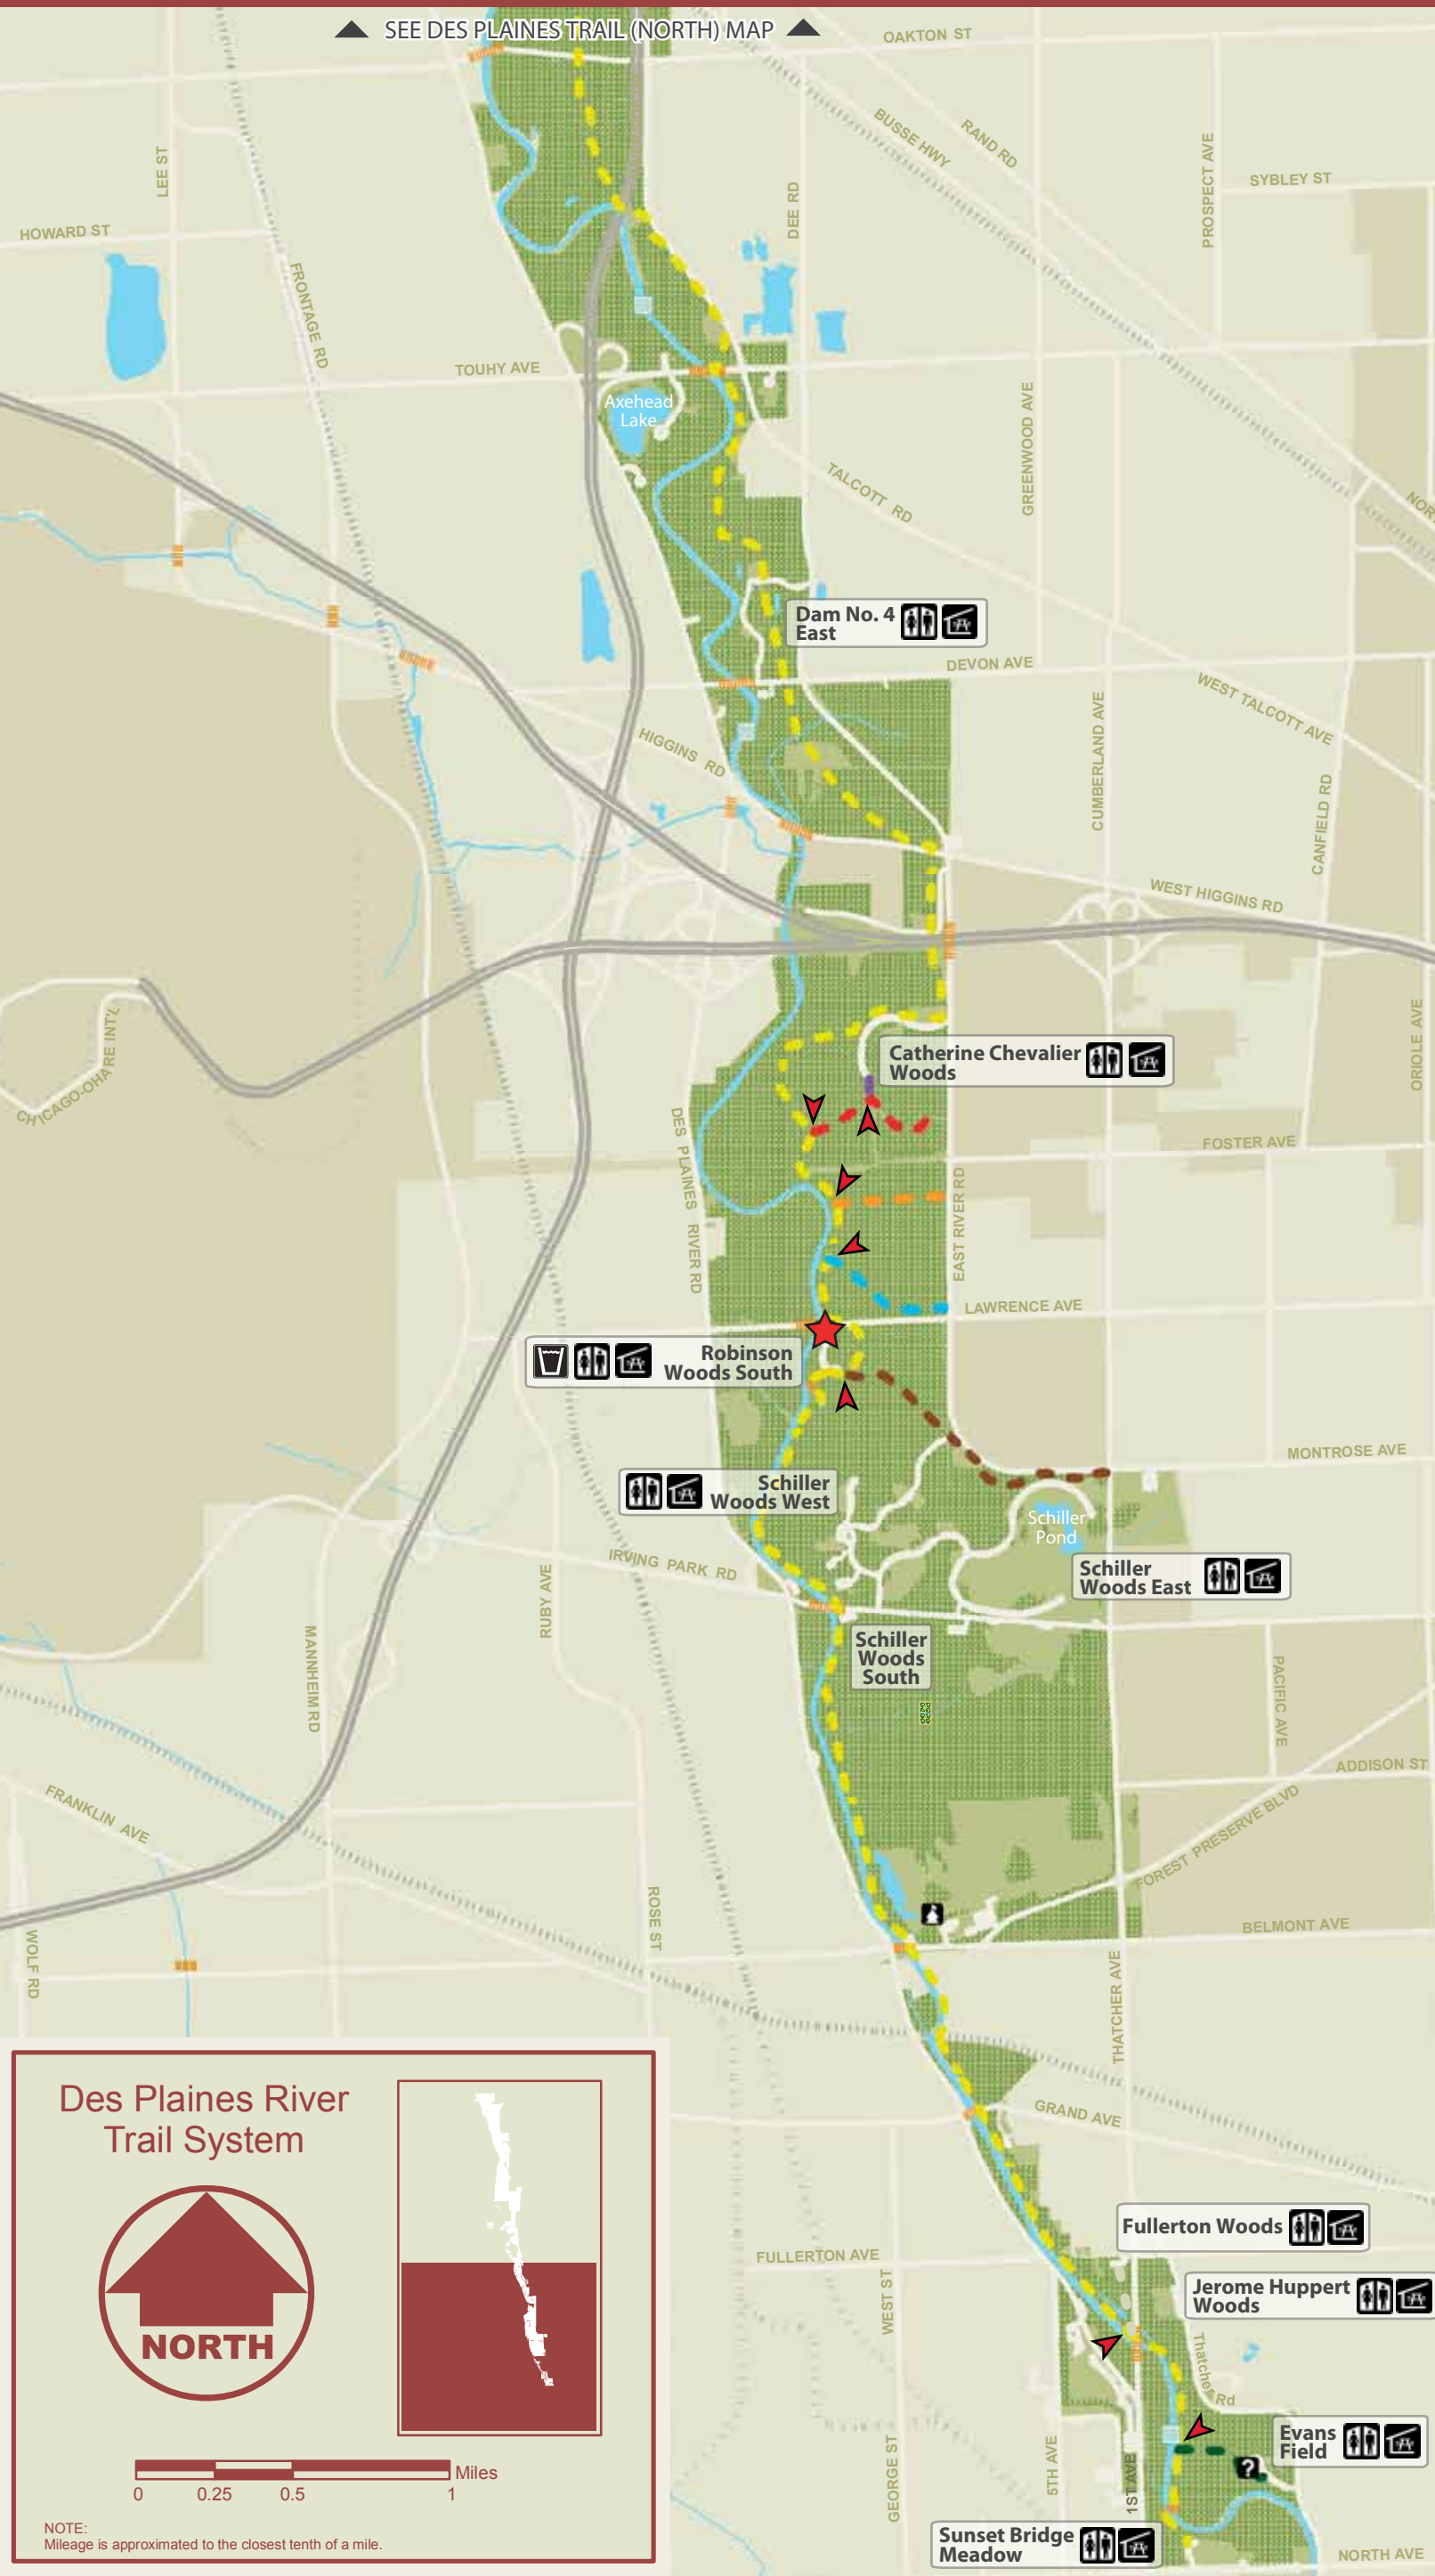 SEE DES PLAINES TRAIL (NORTH) MAP
OAKTON ST
BUSSE HWY
RAND RD
LEE ST
PROSPECT AVE
SYBLEY ST
DEE RD
HOWARD ST
FRONTAGE RD
TOUHY AVE
Axehead
Lake
GREENWOOD AVE
TALCOTT RD
Dam No. 4
East
DEVON AVE
WEST TALCOTT AVE
HIGGINS RD
CUMBERLAND AVE
CANFIELD RD
WEST HIGGINS RD
CHICAGO-OHARE INT'L
ORIOLE AVE
Catherine Chevalier
Woods
DES PLAINES RIVER RD
FOSTER AVE
EAST RIVER RD
LAWRENCE AVE
Robinson
Woods South
MONTROSE AVE
Schiller
Woods West
Schiller
Pond
IRVING PARK RD
Schiller
Woods East
RUBY AVE
MANNHEIM RD
Schiller
Woods
South
PACIFIC AVE
ADDISON ST
FRANKLIN AVE
FOREST PRESERVE BLVD
ROSE ST
BELMONT AVE
WOLF RD
THATCHER AVE
GRAND AVE
Des Plaines River
Trail System
NORTH
Miles
0 0.25 0.5 1
NOTE:
Mileage is approximated to the closest tenth of a mile.
Fullerton Woods
FULLERTON AVE
WEST ST
Jerome Huppert
Woods
Thatcher Rd
Evans
Field
?
GEORGE ST
5TH AVE
1ST AVE
Sunset Bridge
Meadow
NORTH AVE